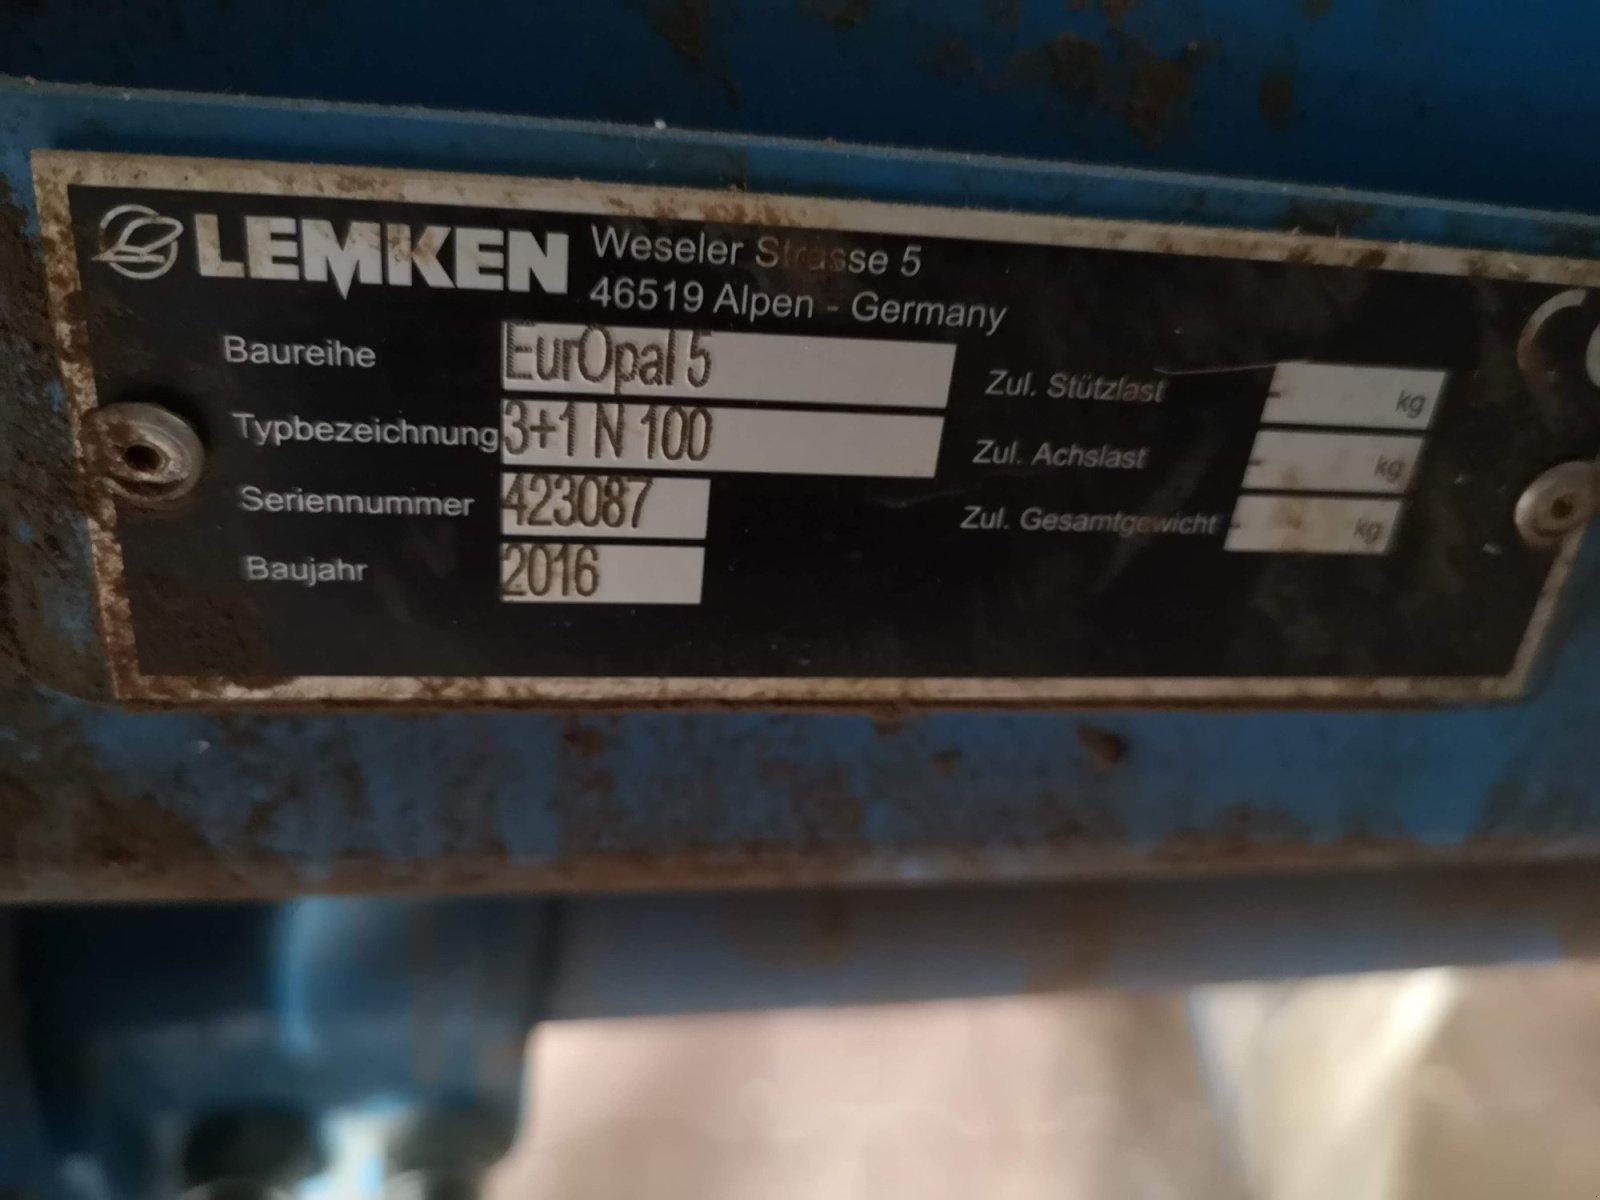 LEMKEN
Weseler Strasse 5
46519 Alpen - Germany
Baureihe EurOpal 5
Typbezeichnung 3+1 N 100
Seriennummer 423087
Baujahr 2016
Zul. Stützlast - kg
Zul. Achslast - kg
Zul. Gesamtgewicht - kg